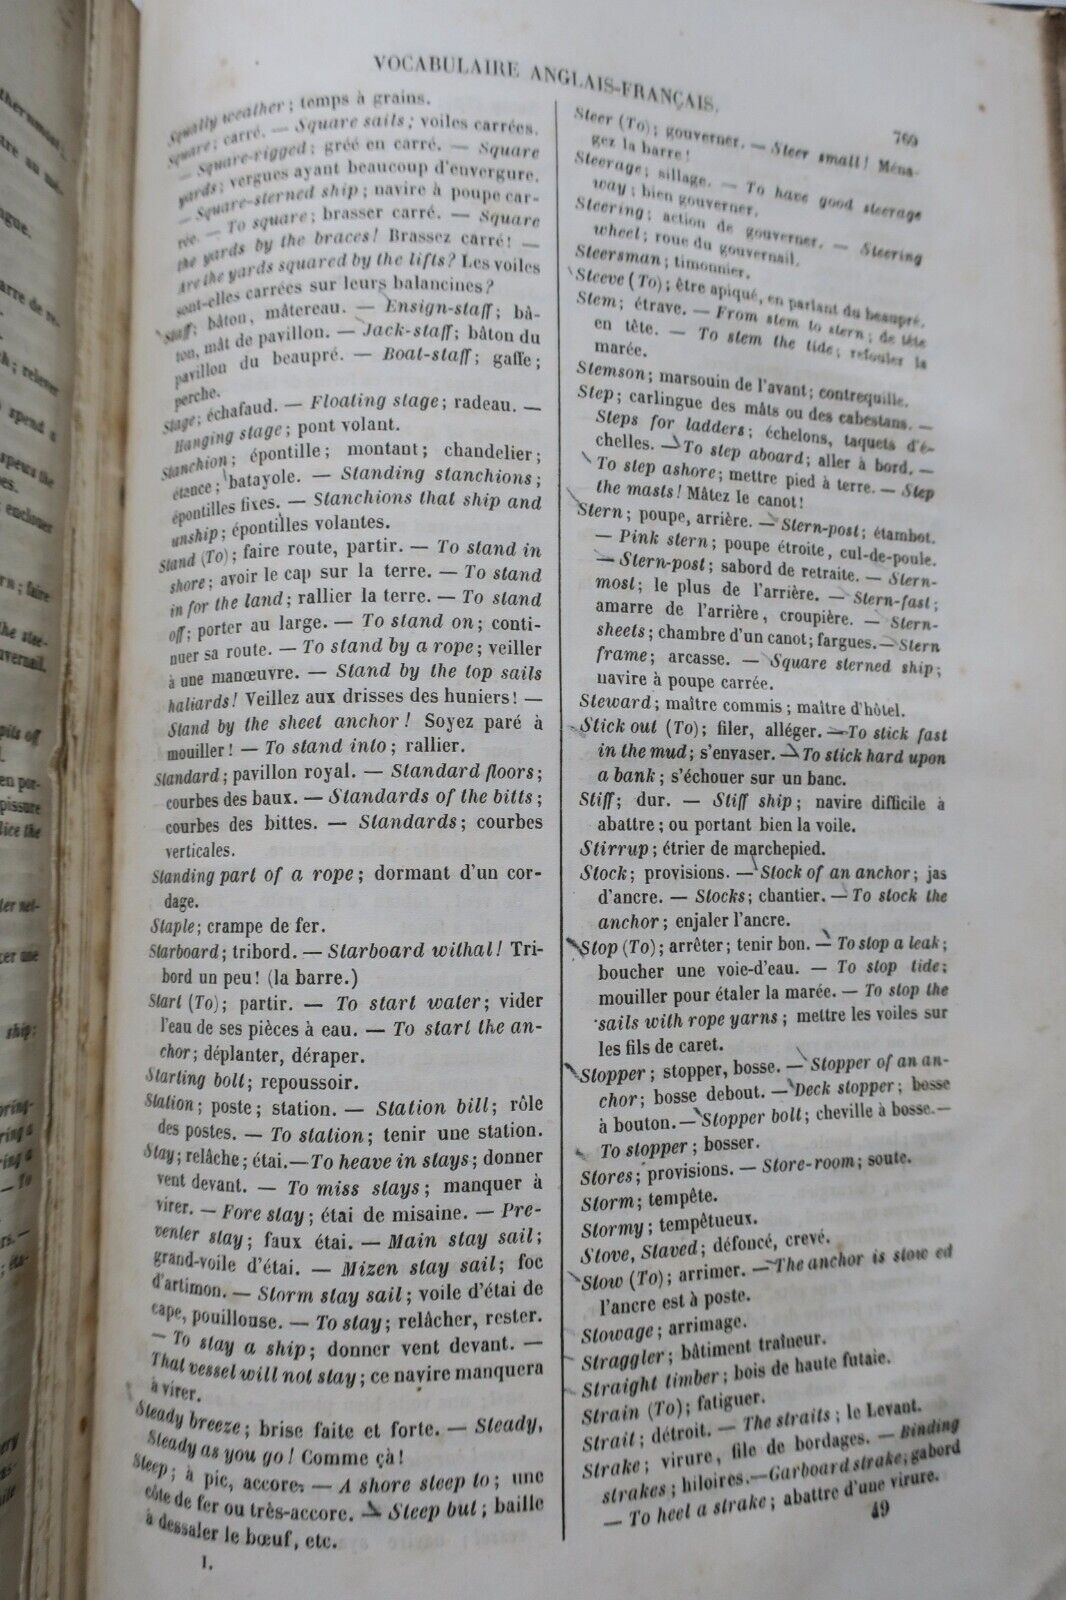 VOCABULAIRE ANGLAIS-FRANÇAIS.
769
Squally weather; temps à grains.
Square; carré. — Square sails; voiles carrées.
— Square-rigged; gréé en carré. — Square
yards; vergues ayant beaucoup d'envergure.
— Square-sterned ship; navire à poupe car-
rée. — To square; brasser carré. — Square
the yards by the braces! Brassez carré! —
Are the yards squared by the lifts? Les voiles
sont-elles carrées sur leurs balancines?
Staff; bâton, mâtereau. — Ensign-staff; bâ-
ton, mât de pavillon. — Jack-staff; bâton du
pavillon du beaupré. — Boat-staff; gaffe;
perche.
Stage; échafaud. — Floating stage; radeau. —
Hanging stage; pont volant.
Stanchion; épontille; montant; chandelier;
étance; batayole. — Standing stanchions;
épontilles fixes. — Stanchions that ship and
unship; épontilles volantes.
Stand (To); faire route, partir. — To stand in
shore; avoir le cap sur la terre. — To stand
in for the land; rallier la terre. — To stand
off; porter au large. — To stand on; conti-
nuer sa route. — To stand by a rope; veiller
à une manœuvre. — Stand by the top sails
haliards! Veillez aux drisses des huniers! —
Stand by the sheet anchor! Soyez paré à
mouiller! — To stand into; rallier.
Standard; pavillon royal. — Standard floors;
courbes des baux. — Standards of the bitts;
courbes des bittes. — Standards; courbes
verticales.
Standing part of a rope; dormant d'un cor-
dage.
Staple; crampe de fer.
Starboard; tribord. — Starboard withal! Tri-
bord un peu! (la barre.)
Start (To); partir. — To start water; vider
l'eau de ses pièces à eau. — To start the an-
chor; déplanter, déraper.
Starting bolt; repoussoir.
Station; poste; station. — Station bill; rôle
des postes. — To station; tenir une station.
Stay; relâche; étai. — To heave in stays; donner
vent devant. — To miss stays; manquer à
virer. — Fore stay; étai de misaine. — Pre-
venter stay; faux étai. — Main stay sail;
grand-voile d'étai. — Mizen stay sail; foc
d'artimon. — Storm stay sail; voile d'étai de
cape, pouillouse. — To stay; relâcher, rester.
— To stay a ship; donner vent devant. —
That vessel will not stay; ce navire manquera
à virer.
Steady breeze; brise faite et forte. — Steady,
Steady as you go! Comme çà!
Steep; à pic, accore. — A shore steep to; une
côte de fer ou très-accore. — Steep but; baille
à dessaler le bœuf, etc.
I.
Steer (To); gouverner. — Steer small! Ména-
gez la barre!
Steerage; sillage. — To have good steerage
way; bien gouverner.
Steering; action de gouverner. — Steering
wheel; roue du gouvernail.
Steersman; timonnier.
Steeve (To); être apiqué, en parlant du beaupré.
Stem; étrave. — From stem to stern; de tête
en tête. — To stem the tide; refouler la
marée.
Stemson; marsouin de l'avant; contrequille.
Step; carlingue des mâts ou des cabestans. —
Steps for ladders; échelons, taquets d'é-
chelles. — To step aboard; aller à bord. —
To step ashore; mettre pied à terre. — Step
the masts! Mâtez le canot!
Stern; poupe, arrière. — Stern-post; étambot.
— Pink stern; poupe étroite, cul-de-poule.
— Stern-post; sabord de retraite. — Stern-
most; le plus de l'arrière. — Stern-fast;
amarre de l'arrière, croupière. — Stern-
sheets; chambre d'un canot; fargues. — Stern
frame; arcasse. — Square sterned ship;
navire à poupe carrée.
Steward; maître commis; maître d'hôtel.
Stick out (To); filer, alléger. — To stick fast
in the mud; s'envaser. — To stick hard upon
a bank; s'échouer sur un banc.
Stiff; dur. — Stiff ship; navire difficile à
abattre; ou portant bien la voile.
Stirrup; étrier de marchepied.
Stock; provisions. — Stock of an anchor; jas
d'ancre. — Stocks; chantier. — To stock the
anchor; enjaler l'ancre.
Stop (To); arrêter; tenir bon. — To stop a leak;
boucher une voie-d'eau. — To stop tide;
mouiller pour étaler la marée. — To stop the
sails with rope yarns; mettre les voiles sur
les fils de caret.
Stopper; stopper, bosse. — Stopper of an an-
chor; bosse debout. — Deck stopper; bosse
à bouton. — Stopper bolt; cheville à bosse. —
To stopper; bosser.
Stores; provisions. — Store-room; soute.
Storm; tempête.
Stormy; tempêtueux.
Stove, Staved; défoncé, crevé.
Stow (To); arrimer. — The anchor is stow ed
l'ancre est à poste.
Stowage; arrimage.
Straggler; bâtiment traîneur.
Straight timber; bois de haute futaie.
Strain (To); fatiguer.
Strait; détroit. — The straits; le Levant.
Strake; virure, file de bordages. — Binding
strakes; hiloires. — Garboard strake; gabord
— To heel a strake; abattre d'une virure.
49